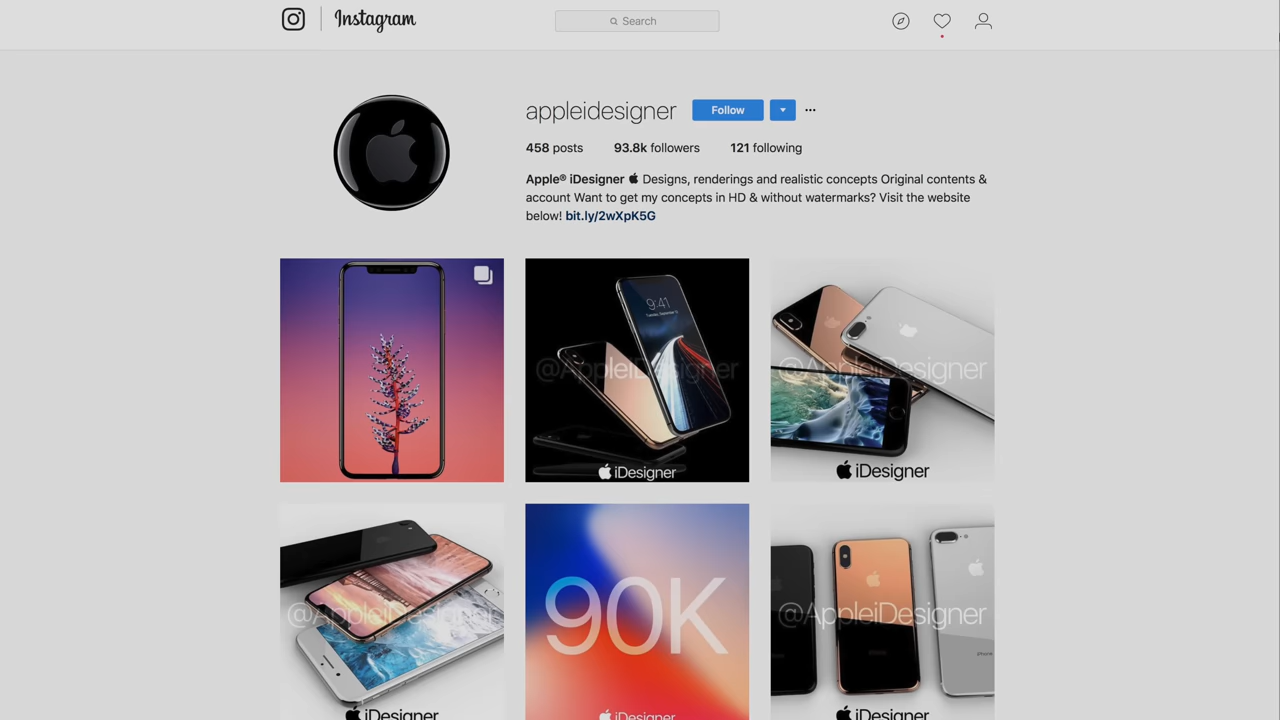 Instagram
Search
appleidesigner
Follow
458 posts 93.8k followers 121 following
Apple® iDesigner  Designs, renderings and realistic concepts Original contents &
account Want to get my concepts in HD & without watermarks? Visit the website
below! bit.ly/2wXpK5G
9:41
@AppleiDesigner
iDesigner
@AppleiDesigner
iDesigner
@AppleiDesigner
iDesigner
90K
iDesigner
@AppleiDesigner
iPhone
iDesigner